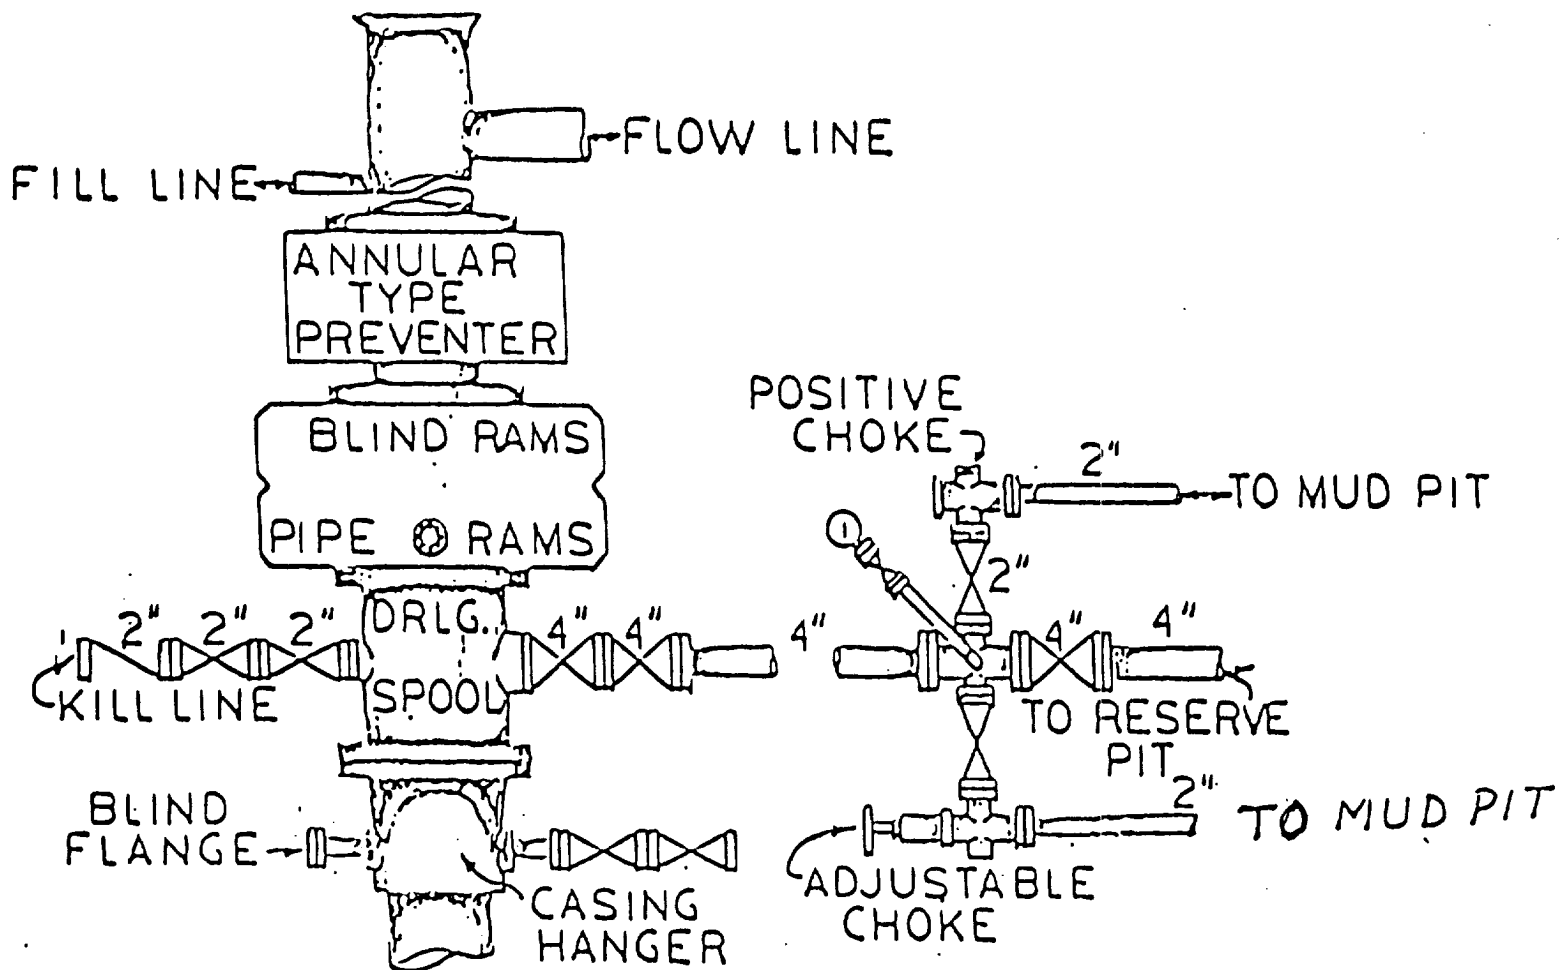 FLOW LINE
FILL LINE
ANNULAR
TYPE
PREVENTER
BLIND RAMS
PIPE RAMS
DRLG.
SPOOL
2" 2" 2"
KILL LINE
4" 4"
4"
BLIND
FLANGE
CASING
HANGER
POSITIVE
CHOKE
2"
TO MUD PIT
1
2"
4"
4"
TO RESERVE
PIT
2"
TO MUD PIT
ADJUSTABLE
CHOKE